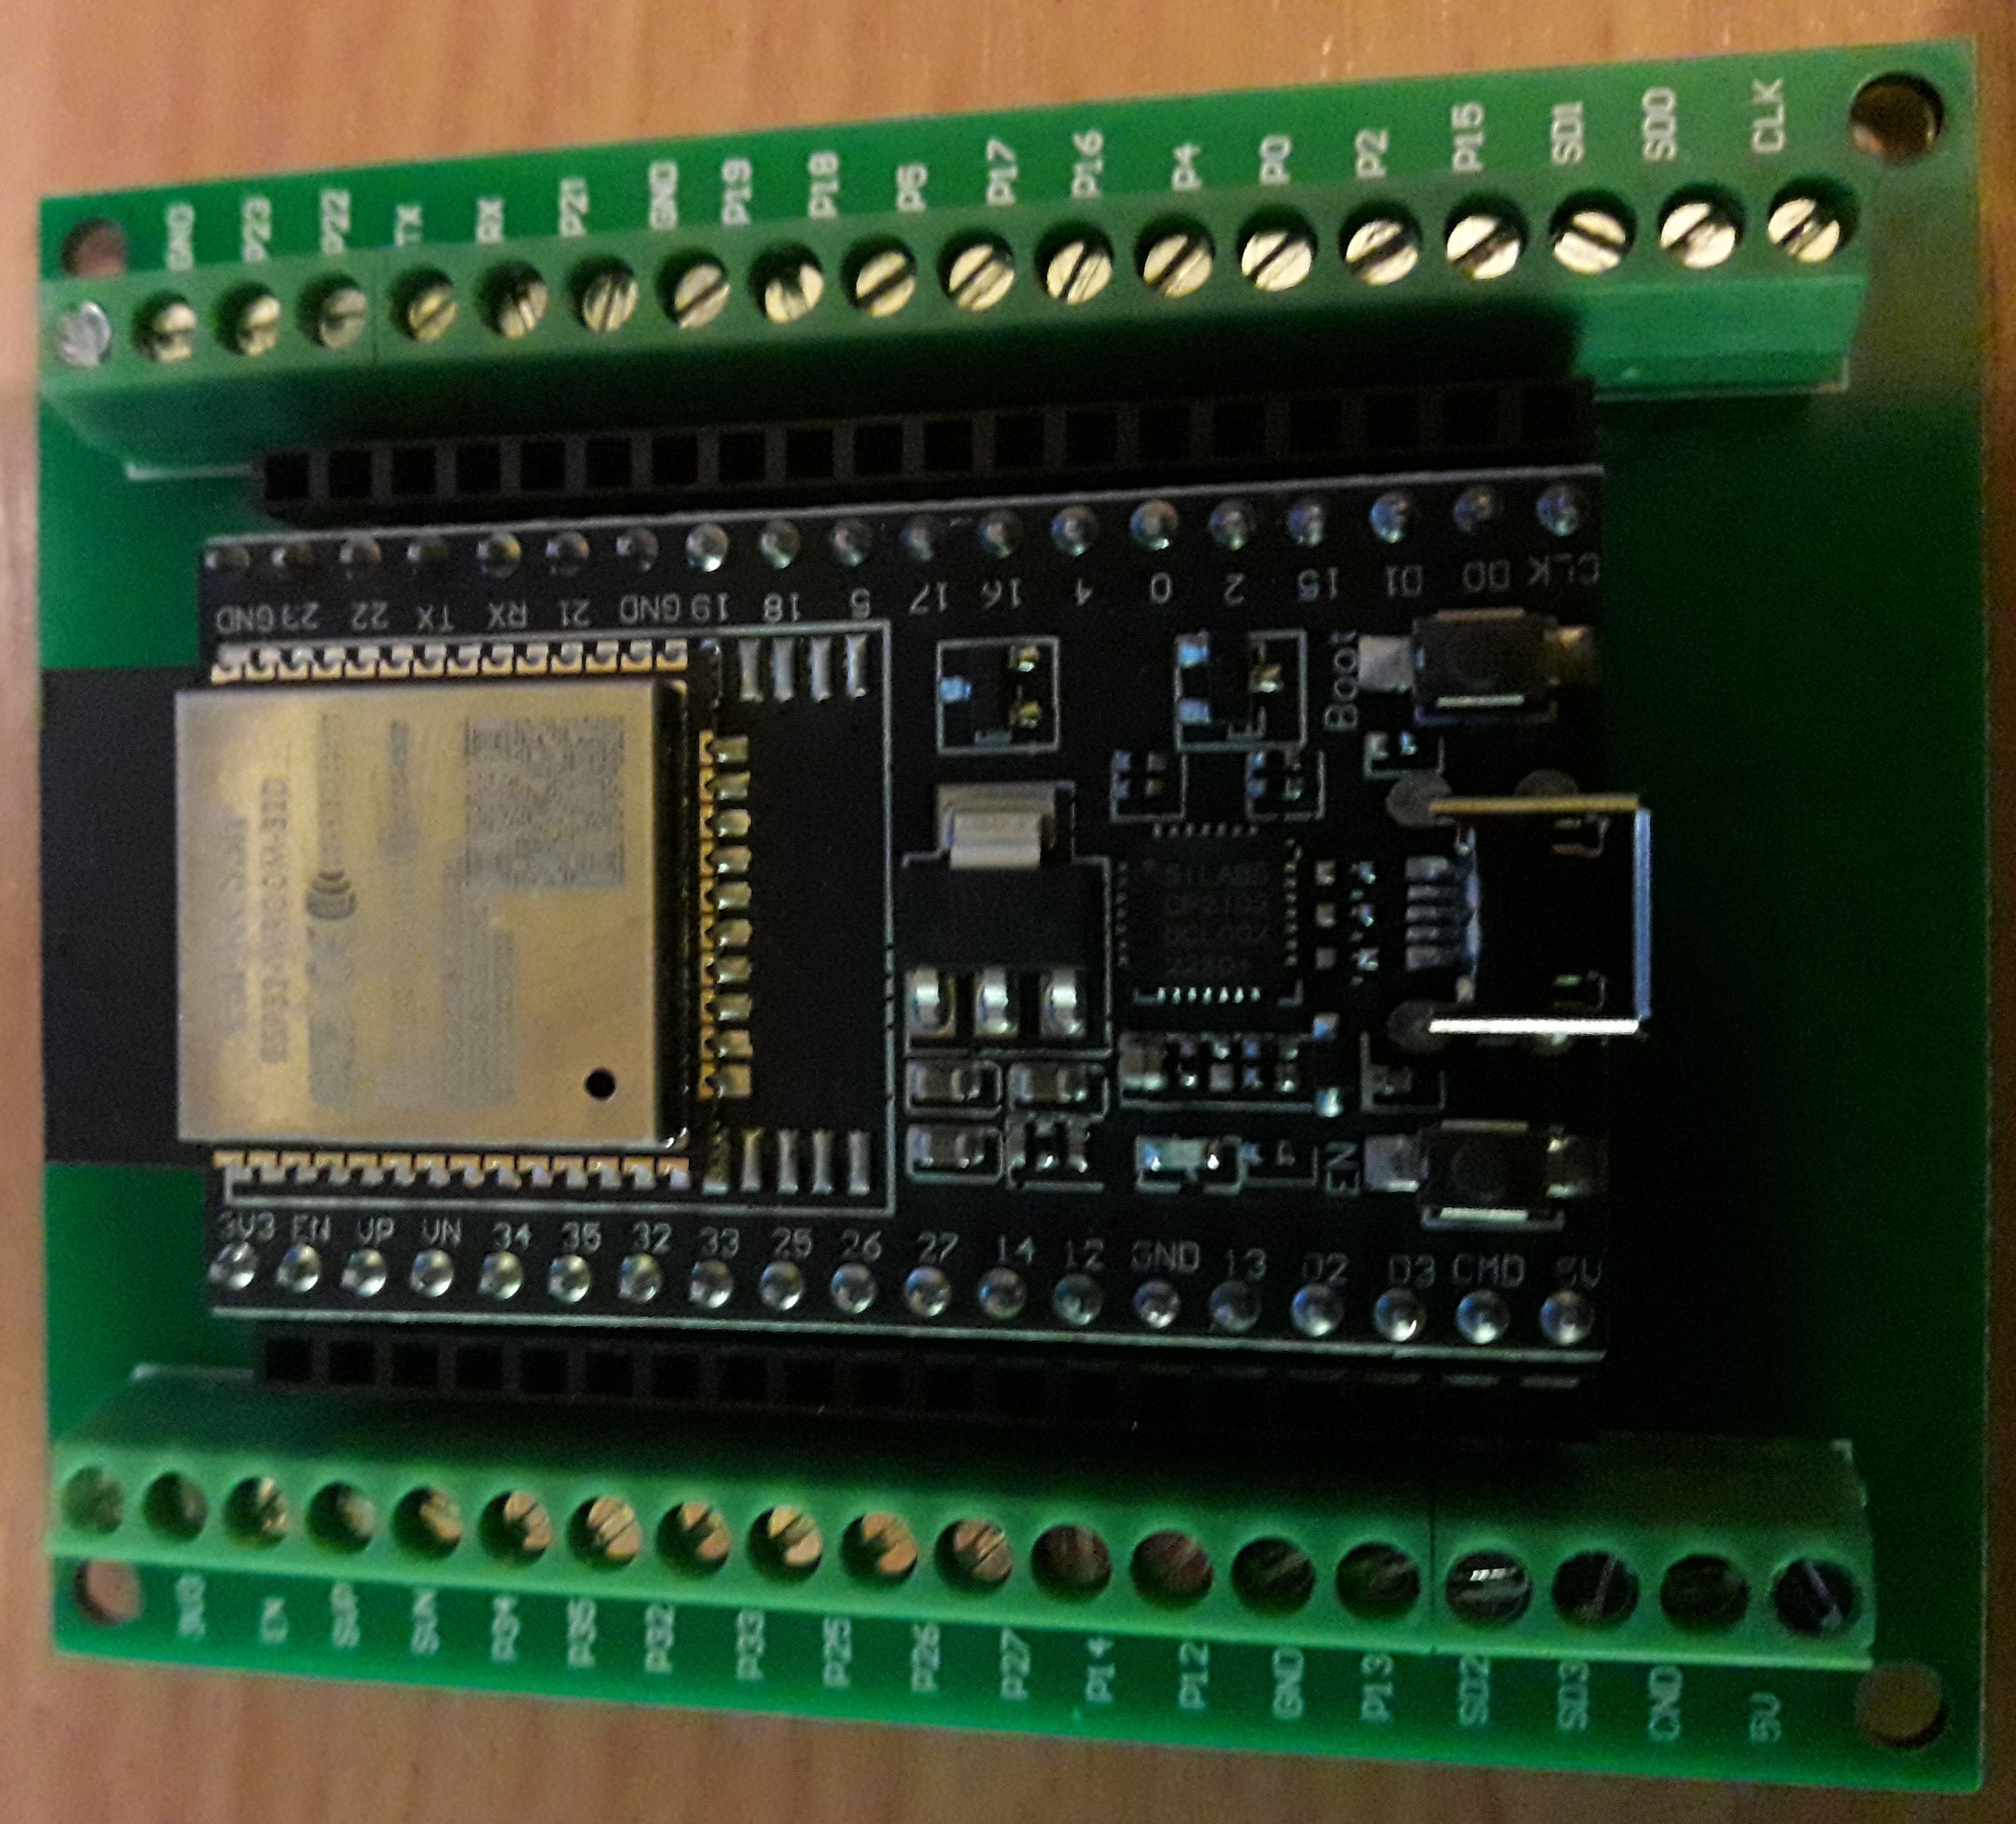 3V3
EN
SVP
SVN
P34
P35
P32
P33
P25
P26
P27
P14
P12
GND
P13
SD2
SD3
CND
5V
3V3
EN
VP
VN
34
35
32
33
25
26
27
14
12
GND
13
D2
D3
CMD
5V
ESP32-WROOM-32D
CE
EN
Boot
GND
23
22
TX
RX
21
GND
19
18
5
17
16
4
0
2
15
D1
D0
CLK
GND
P23
P22
TX
RX
P21
GND
P19
P18
P5
P17
P16
P4
P0
P2
P15
SD1
SD0
CLK